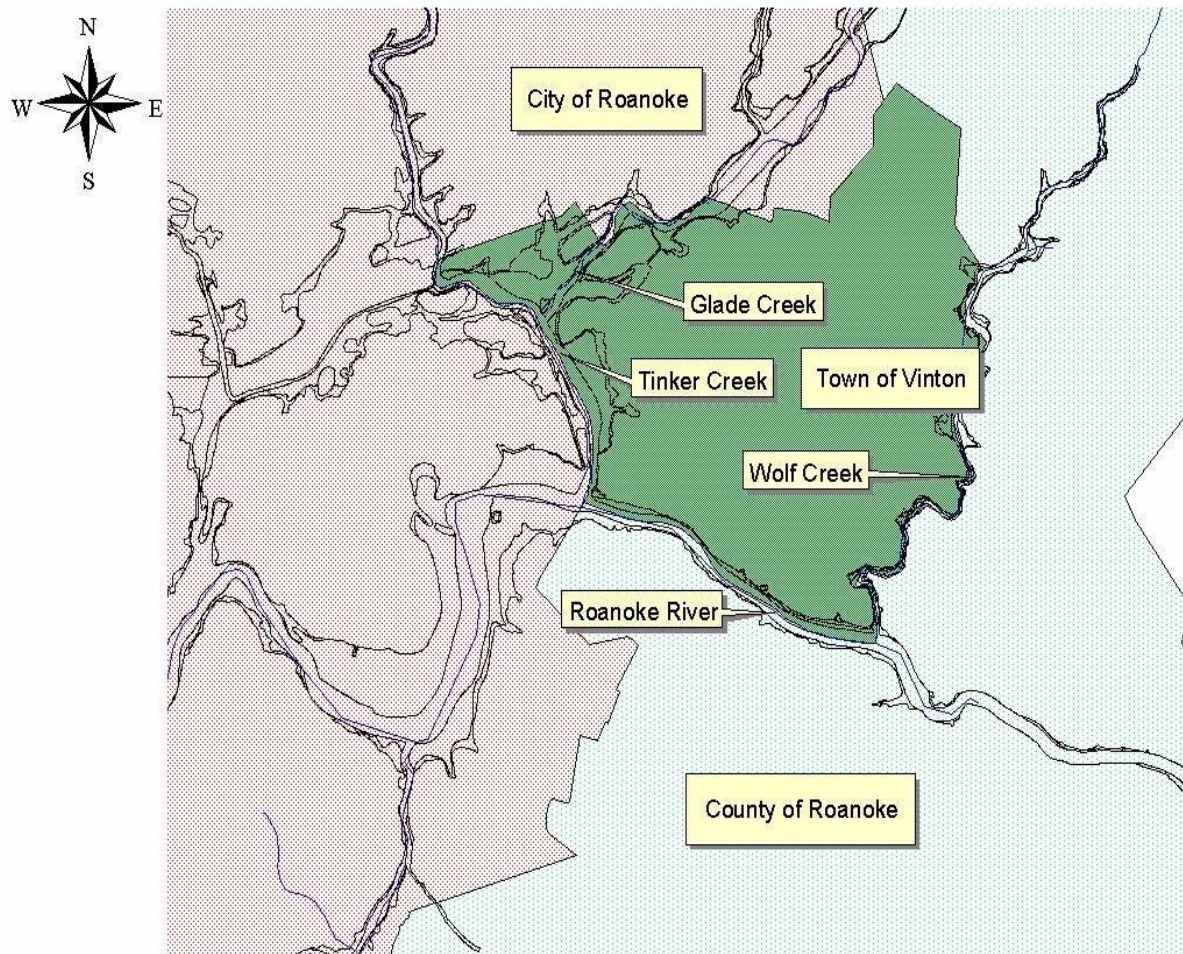 N
W E
S
City of Roanoke
Glade Creek
Tinker Creek
Town of Vinton
Wolf Creek
Roanoke River
County of Roanoke